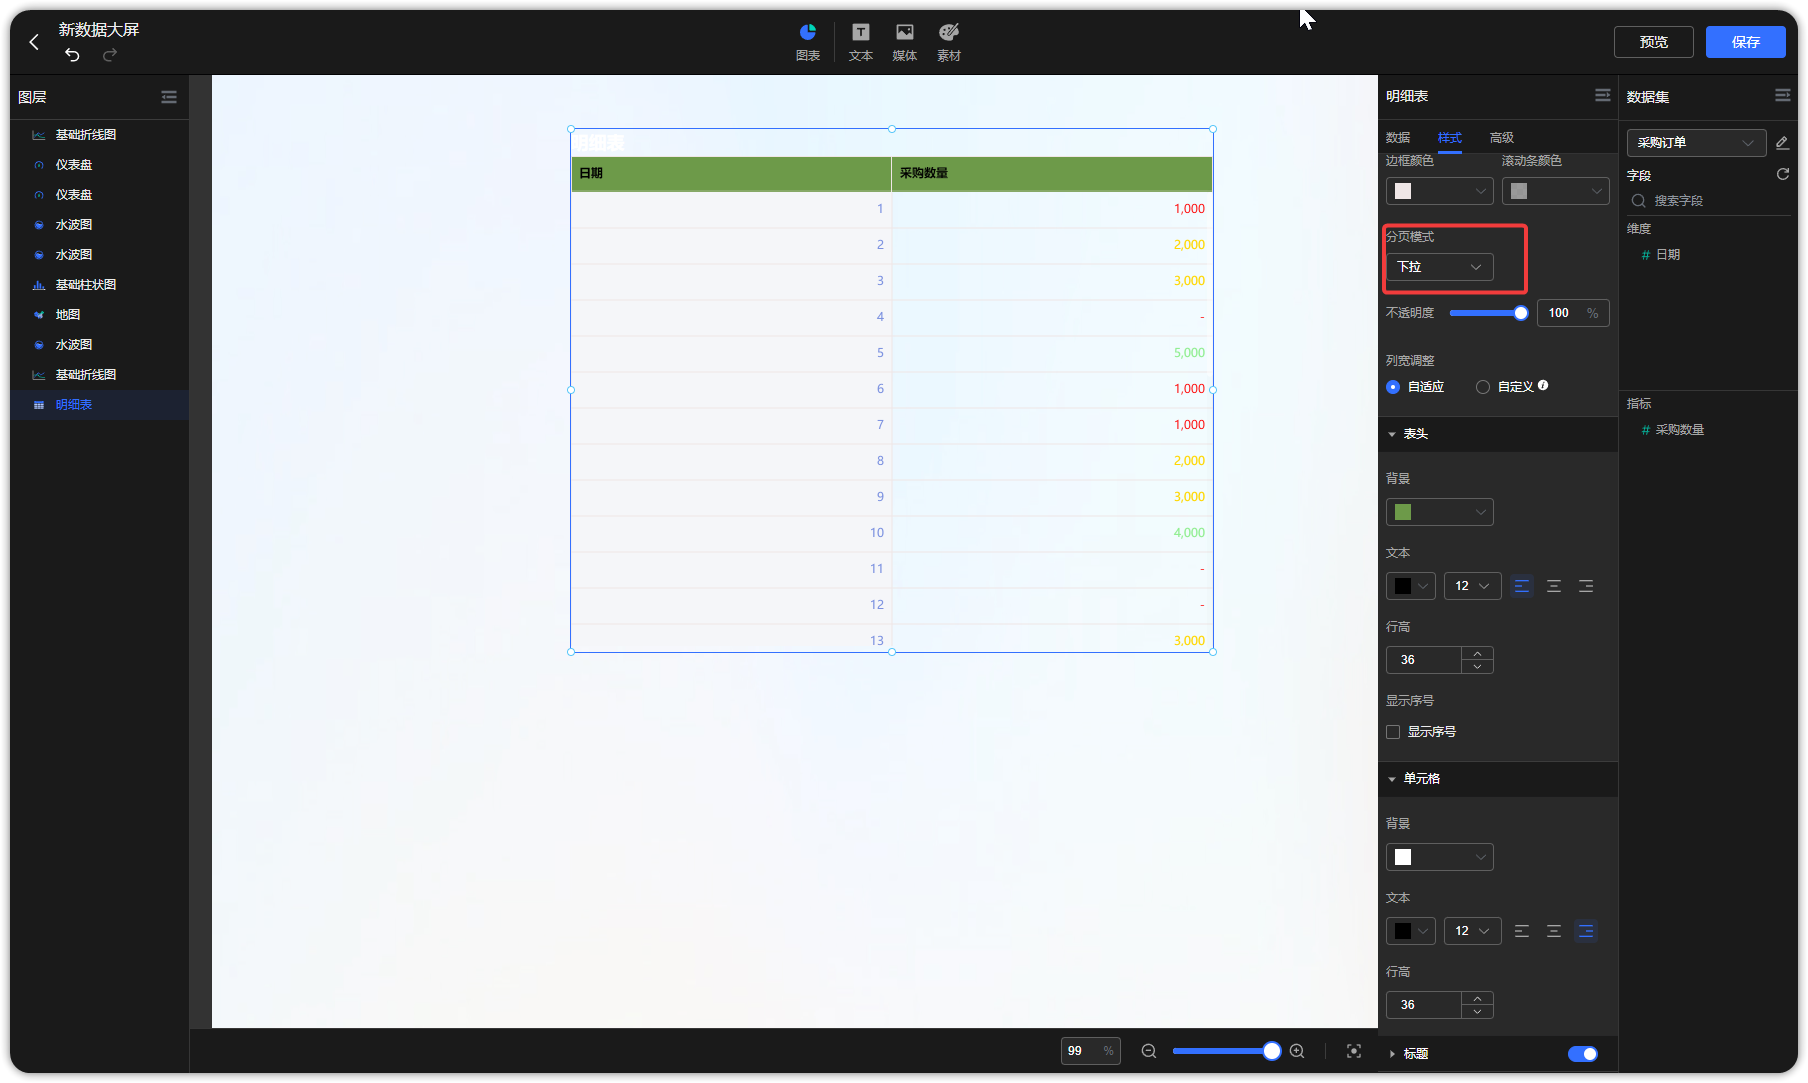 新数据大屏
图表
文本
媒体
素材
预览
保存
图层
基础折线图
仪表盘
仪表盘
水波图
水波图
基础柱状图
地图
水波图
基础折线图
明细表
明细表
日期 采购数量
1 1,000
2 2,000
3 3,000
4 -
5 5,000
6 1,000
7 1,000
8 2,000
9 3,000
10 4,000
11 -
12 -
13 3,000
99 %
明细表
数据 样式 高级
边框颜色 滚动条颜色
分页模式
下拉
不透明度 100 %
列宽调整
自适应 自定义
表头
背景
文本
12
行高
36
显示序号
显示序号
单元格
背景
文本
12
行高
36
标题
数据集
采购订单
字段
搜索字段
维度
# 日期
指标
# 采购数量